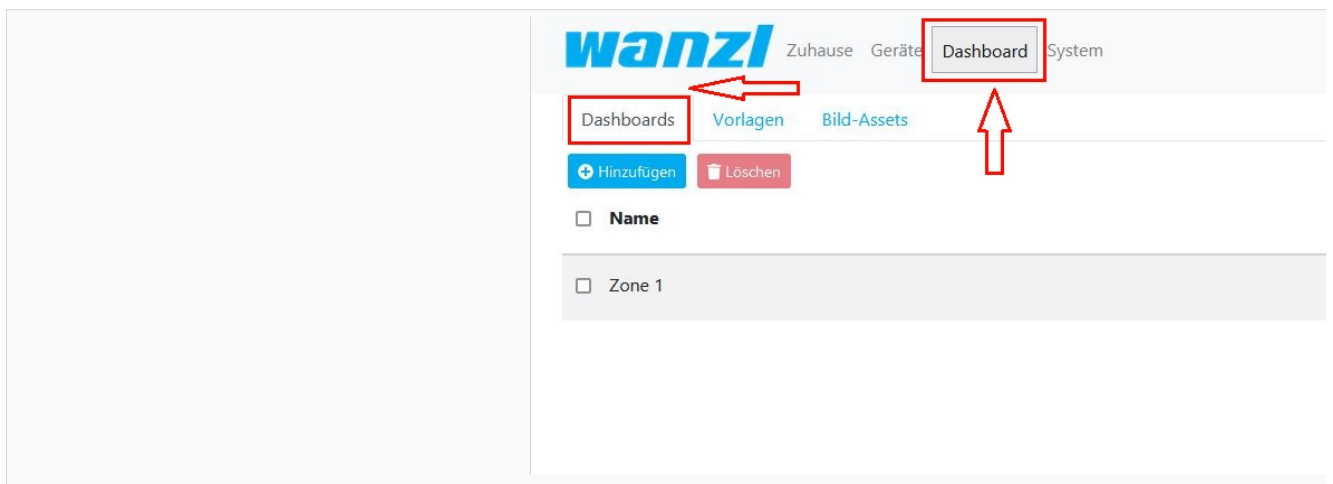 wanzl Zuhause Geräte Dashboard System
Dashboards Vorlagen Bild-Assets
Hinzufügen Löschen
Name
Zone 1